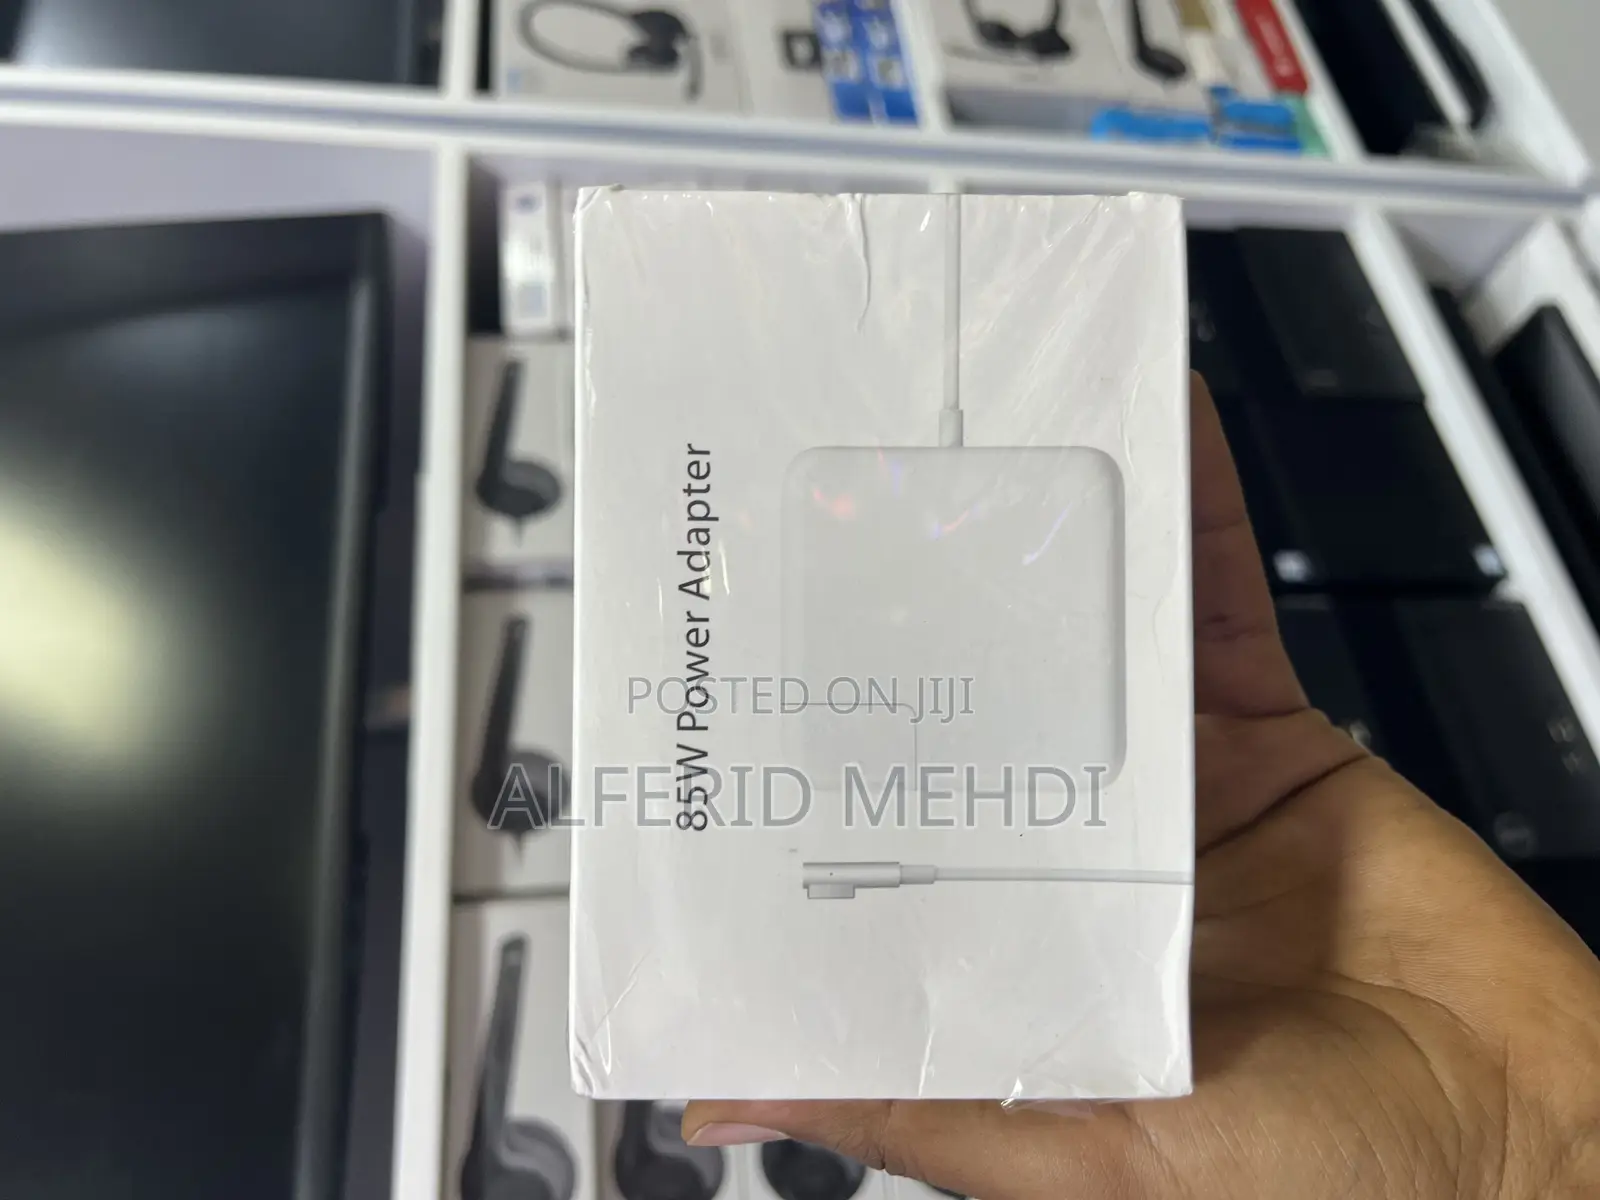 85W Power Adapter
POSTED ON JIJI
ALFERID MEHDI